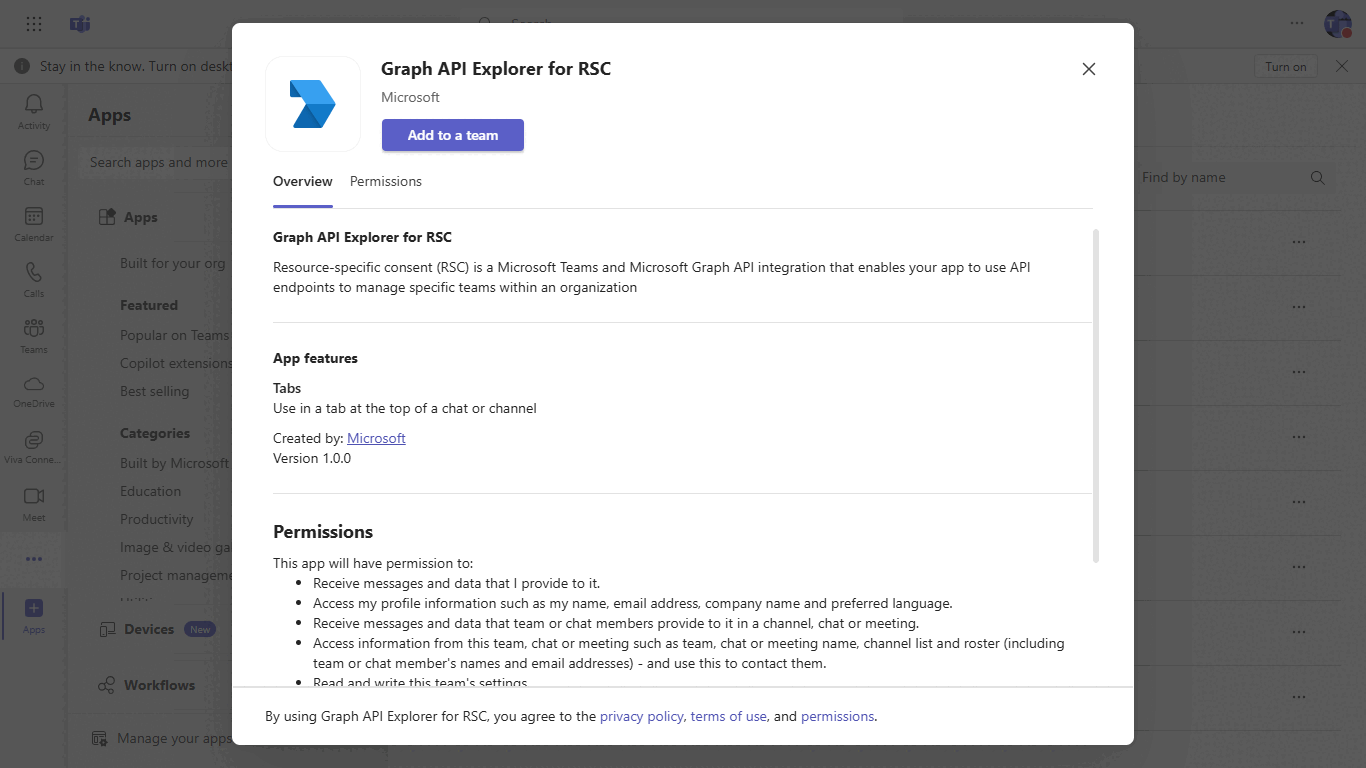 Search
Stay in the know. Turn on deskt
Turn on
Activity
Chat
Calendar
Calls
Teams
OneDrive
Viva Conne...
Meet
Apps
Apps
Search apps and more
Apps
Built for your org
Featured
Popular on Teams
Copilot extensions
Best selling
Categories
Built by Microsoft
Education
Productivity
Image & video ga
Project manageme
Devices New
Workflows
Manage your apps
Graph API Explorer for RSC
Microsoft
Add to a team
Overview Permissions
Graph API Explorer for RSC
Resource-specific consent (RSC) is a Microsoft Teams and Microsoft Graph API integration that enables your app to use API
endpoints to manage specific teams within an organization
App features
Tabs
Use in a tab at the top of a chat or channel
Created by: Microsoft
Version 1.0.0
Permissions
This app will have permission to:
• Receive messages and data that I provide to it.
• Access my profile information such as my name, email address, company name and preferred language.
• Receive messages and data that team or chat members provide to it in a channel, chat or meeting.
• Access information from this team, chat or meeting such as team, chat or meeting name, channel list and roster (including
team or chat member's names and email addresses) - and use this to contact them.
• Read and write this team's settings
By using Graph API Explorer for RSC, you agree to the privacy policy, terms of use, and permissions.
Find by name